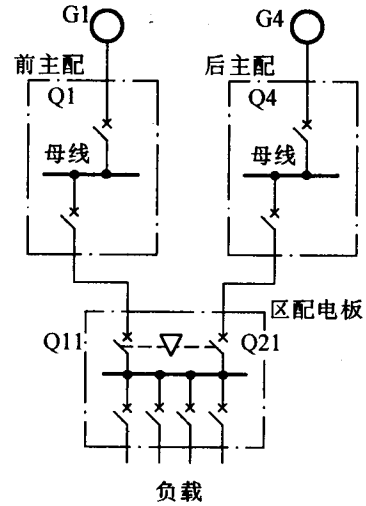 G1 G4
前主配 后主配
Q1 Q4
母线 母线
区配电板
Q11 Q21
负载